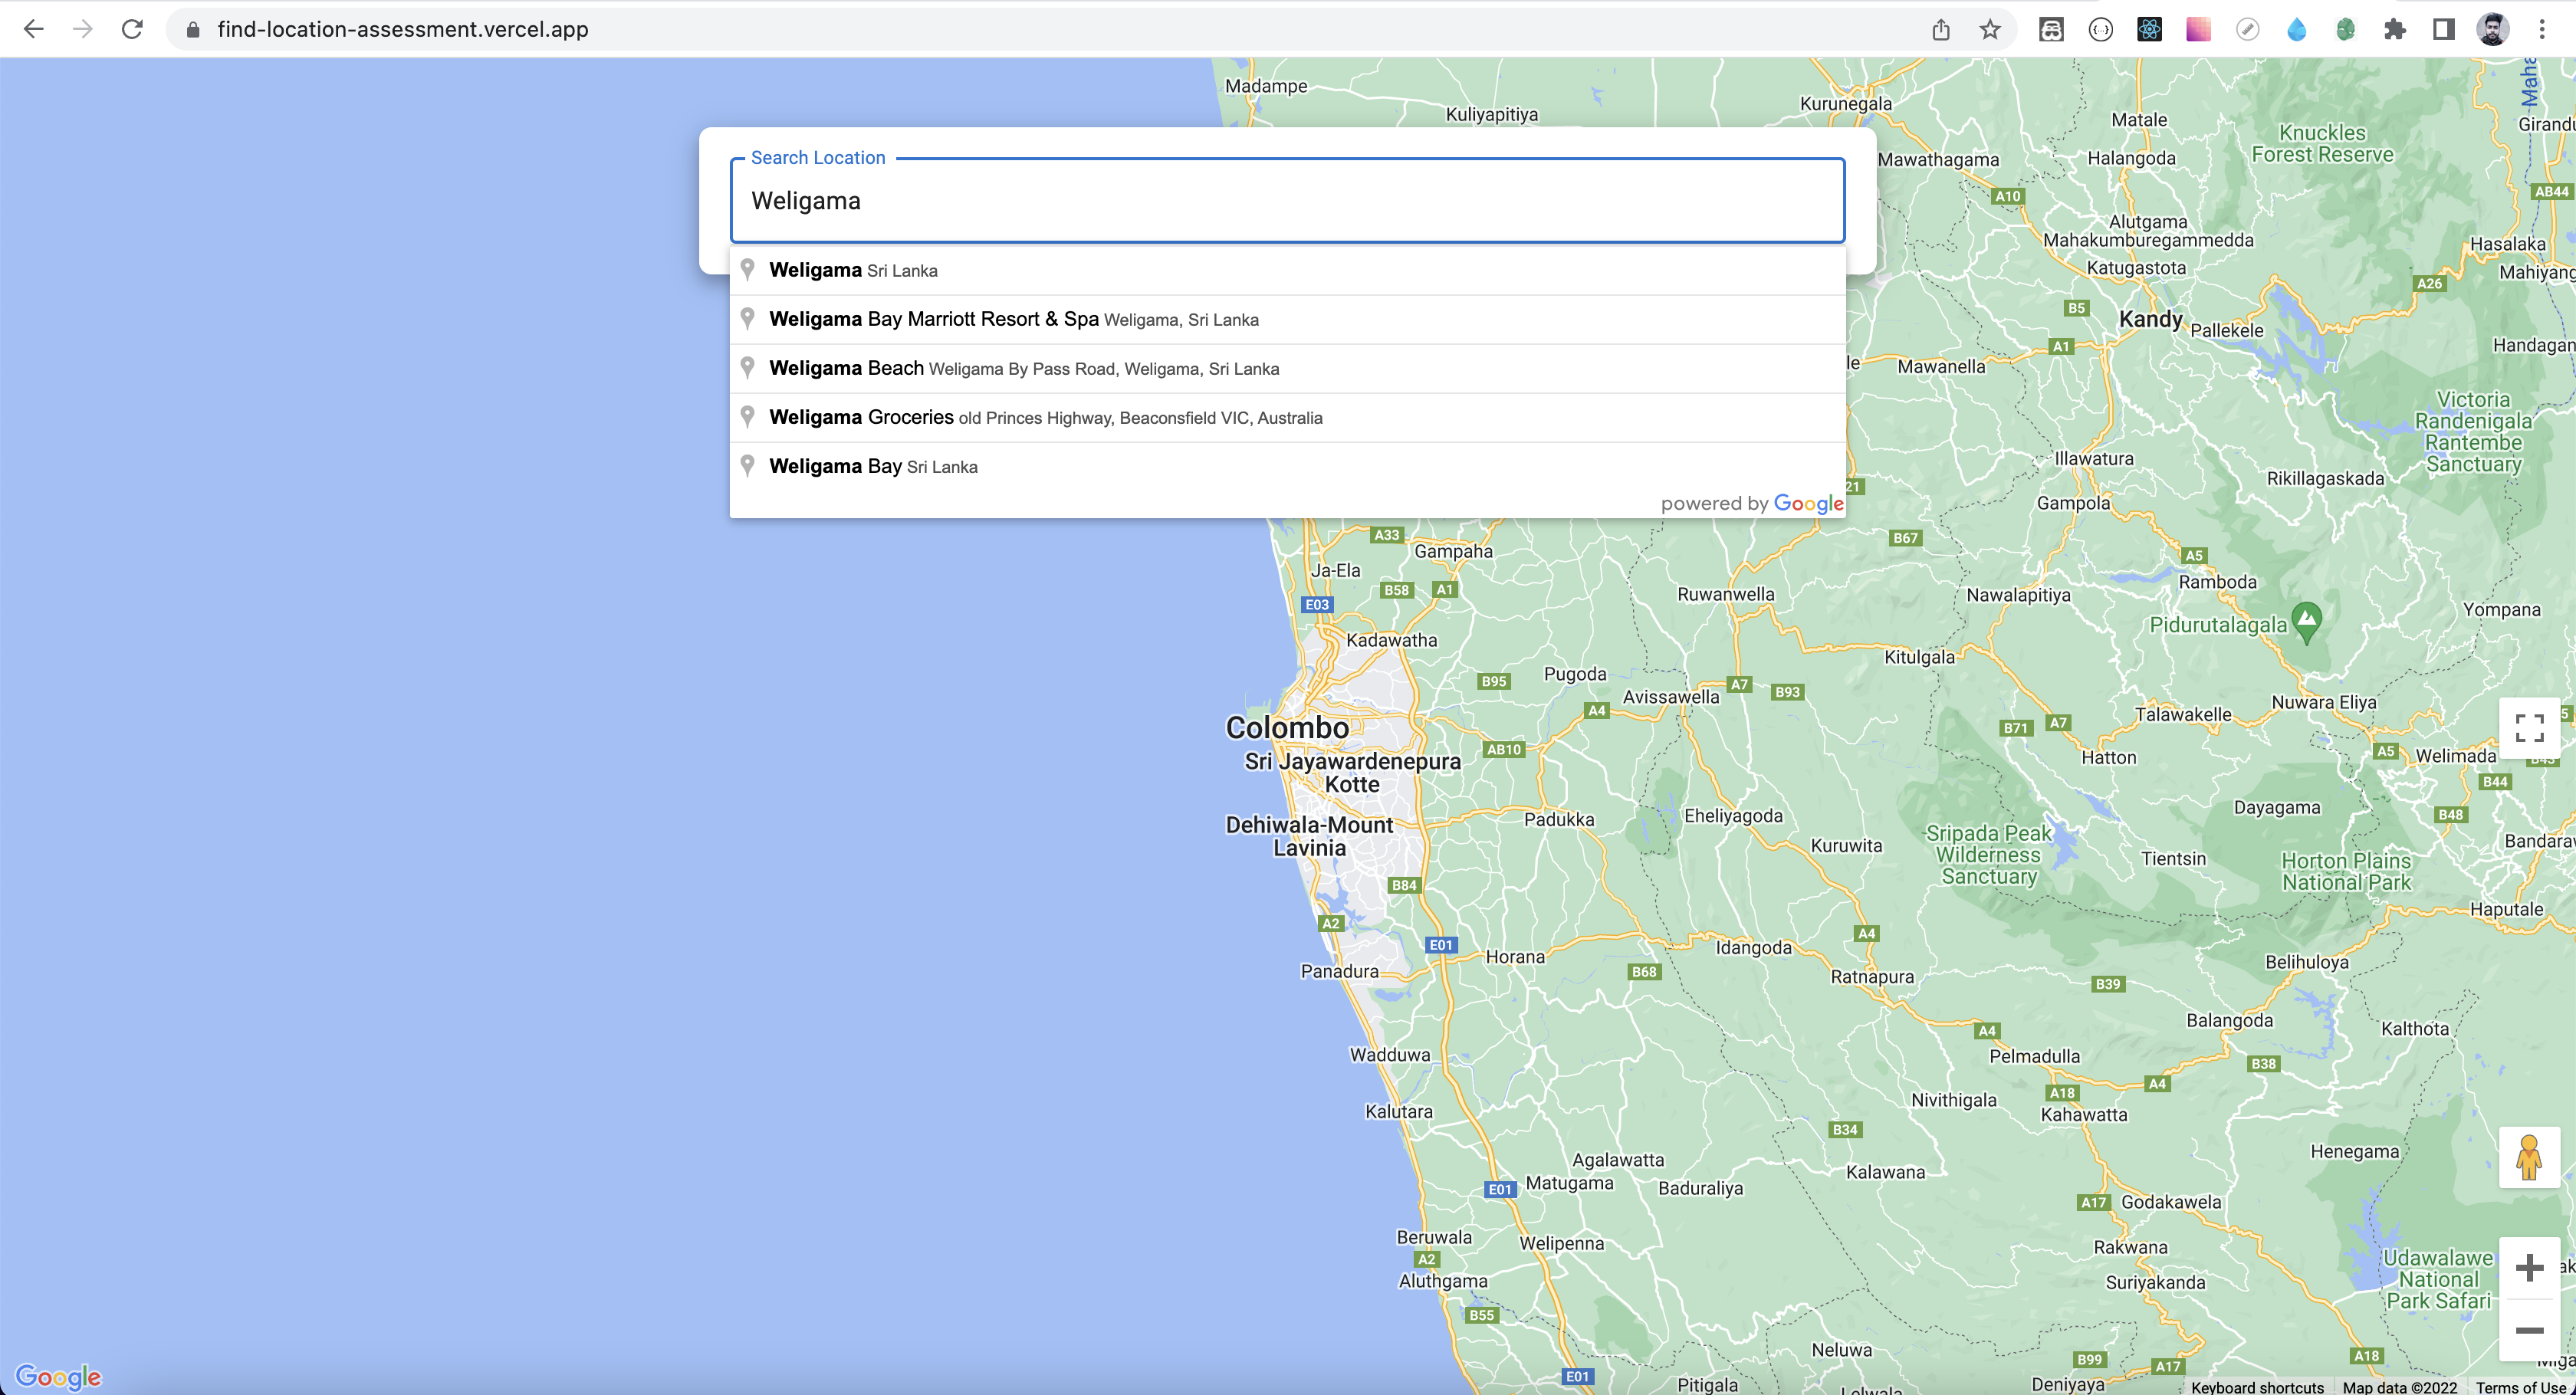 find-location-assessment.vercel.app
Madampe
Kuliyapitiya
Kurunegala
Matale
Knuckles
Forest Reserve
Search Location
Weligama
Mawathagama
Halangoda
A10
AB44
Alutgama
Mahakumburegammedda
Hasalaka
Katugastota
Weligama Sri Lanka
A26
B5
Kandy
Pallekele
Weligama Bay Marriott Resort & Spa Weligama, Sri Lanka
A1
Mawanella
Weligama Beach Weligama By Pass Road, Weligama, Sri Lanka
Victoria
Randenigala
Rantembe
Sanctuary
Weligama Groceries old Princes Highway, Beaconsfield VIC, Australia
Illawatura
Weligama Bay Sri Lanka
Rikillagaskada
powered by Google
21
Gampola
A33
Gampaha
B67
A5
Ja-Ela
Ramboda
B58
A1
Ruwanwella
Nawalapitiya
E03
Yompana
Pidurutalagala
Kadawatha
Kitulgala
Pugoda
B95
A7
B93
Avissawella
A4
Nuwara Eliya
Talawakelle
B71
A7
Colombo
AB10
Hatton
A5
Welimada
Sri Jayawardenepura
Kotte
B44
Dayagama
B48
Dehiwala-Mount
Lavinia
Padukka
Eheliyagoda
Sripada Peak
Wilderness
Sanctuary
Kuruwita
Tientsin
Horton Plains
National Park
B84
A2
Haputale
E01
Horana
Idangoda
A4
Panadura
B68
Ratnapura
Belihuloya
B39
Balangoda
Kalthota
A4
Wadduwa
Pelmadulla
B38
A18
A4
Kalutara
Nivithigala
Kahawatta
B34
Agalawatta
Kalawana
Henegama
E01
Matugama
Baduraliya
A17
Godakawela
Beruwala
Welipenna
Rakwana
A2
Aluthgama
Suriyakanda
Udawalawe
National
Park Safari
B55
Neluwa
B99
A17
A18
E01
Pitigala
Deniyaya
Google
Keyboard shortcuts
Map data ©2022
Terms of Use